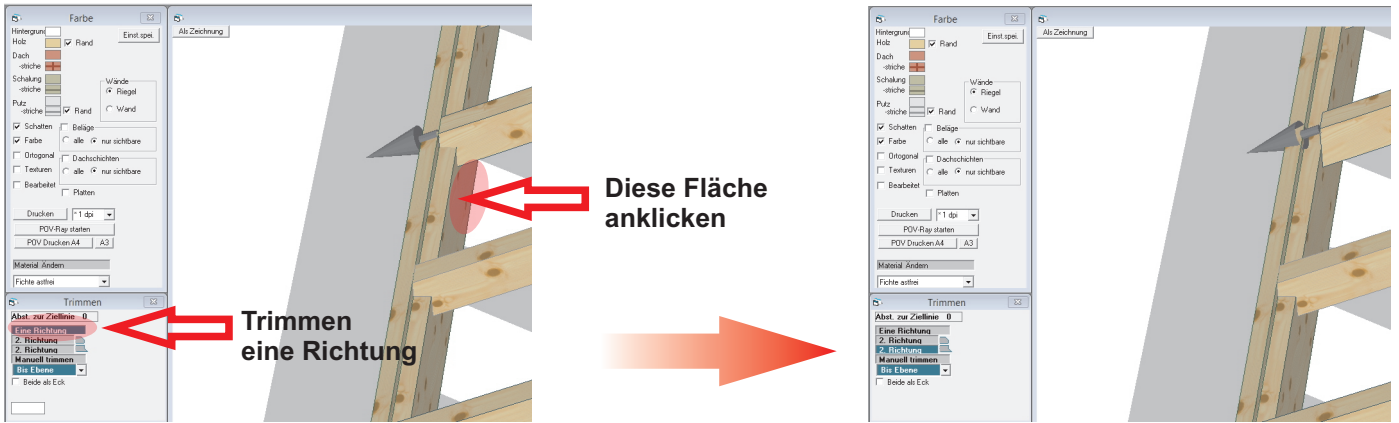 Farbe
Als Zeichnung
Hintergrund
Einst.spei.
Holz
Rand
Dach
-striche
Schalung
-striche
Wände
Riegel
Wand
Putz
-striche
Rand
Schatten
Beläge
Farbe
alle
nur sichtbare
Ortogonal
Dachschichten
Texturen
alle
nur sichtbare
Bearbeitet
Platten
Drucken
* 1 dpi
POV-Ray starten
POV Drucken A4
A3
Material Ändern
Fichte astfrei
Trimmen
Abst. zur Ziellinie 0
Eine Richtung
2. Richtung
2. Richtung
Manuell trimmen
Bis Ebene
Beide als Eck
Diese Fläche
anklicken
Trimmen
eine Richtung
Farbe
Als Zeichnung
Hintergrund
Einst.spei.
Holz
Rand
Dach
-striche
Schalung
-striche
Wände
Riegel
Wand
Putz
-striche
Rand
Schatten
Beläge
Farbe
alle
nur sichtbare
Ortogonal
Dachschichten
Texturen
alle
nur sichtbare
Bearbeitet
Platten
Drucken
* 1 dpi
POV-Ray starten
POV Drucken A4
A3
Material Ändern
Fichte astfrei
Trimmen
Abst. zur Ziellinie 0
Eine Richtung
2. Richtung
2. Richtung
Manuell trimmen
Bis Ebene
Beide als Eck